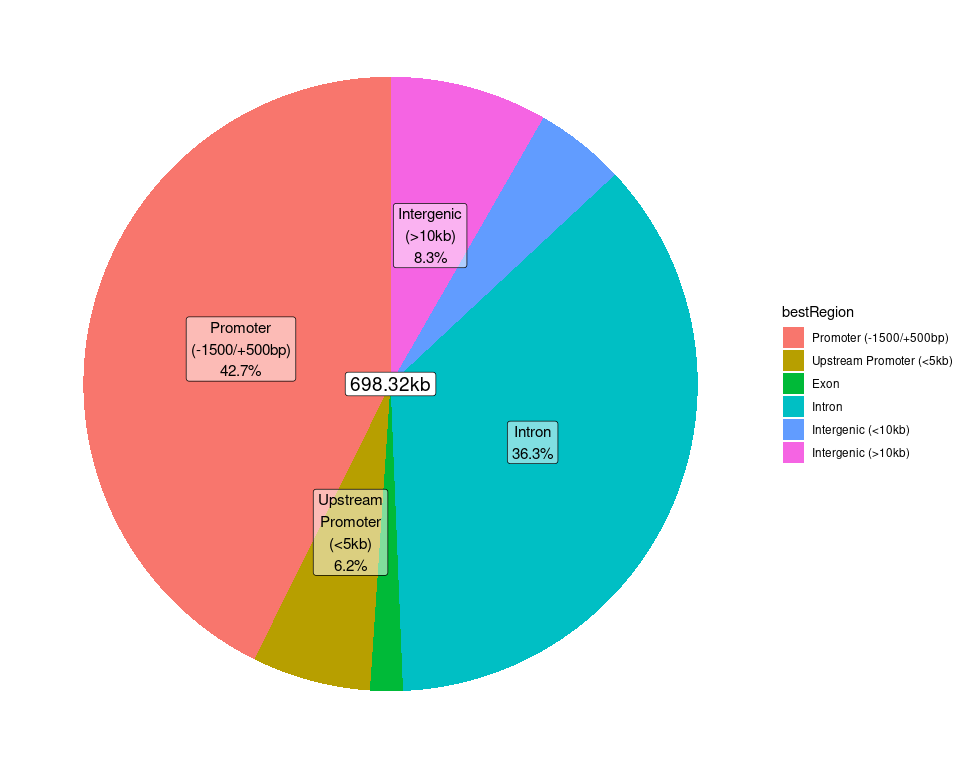 Intergenic
(>10kb)
8.3%
Promoter
(-1500/+500bp)
42.7%
698.32kb
Intron
36.3%
Upstream
Promoter
(<5kb)
6.2%
bestRegion
Promoter (-1500/+500bp)
Upstream Promoter (<5kb)
Exon
Intron
Intergenic (<10kb)
Intergenic (>10kb)